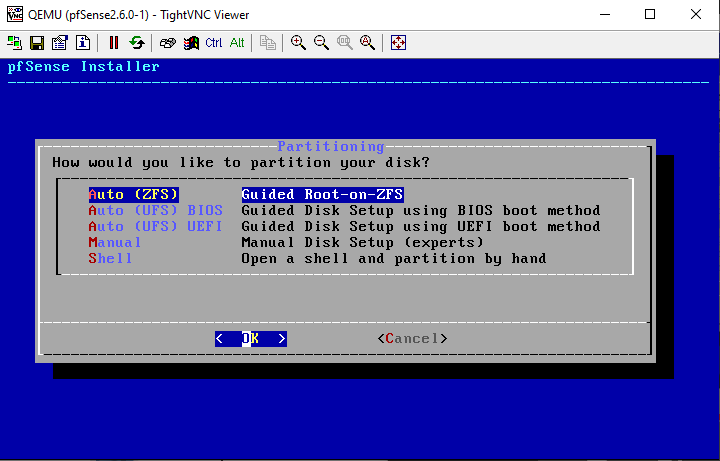 QEMU (pfSense2.6.0-1) - TightVNC Viewer
Ctrl Alt
pfSense Installer
Partitioning
How would you like to partition your disk?
Auto (ZFS) Guided Root-on-ZFS
Auto (UFS) BIOS Guided Disk Setup using BIOS boot method
Auto (UFS) UEFI Guided Disk Setup using UEFI boot method
Manual Manual Disk Setup (experts)
Shell Open a shell and partition by hand
< OK > <Cancel>